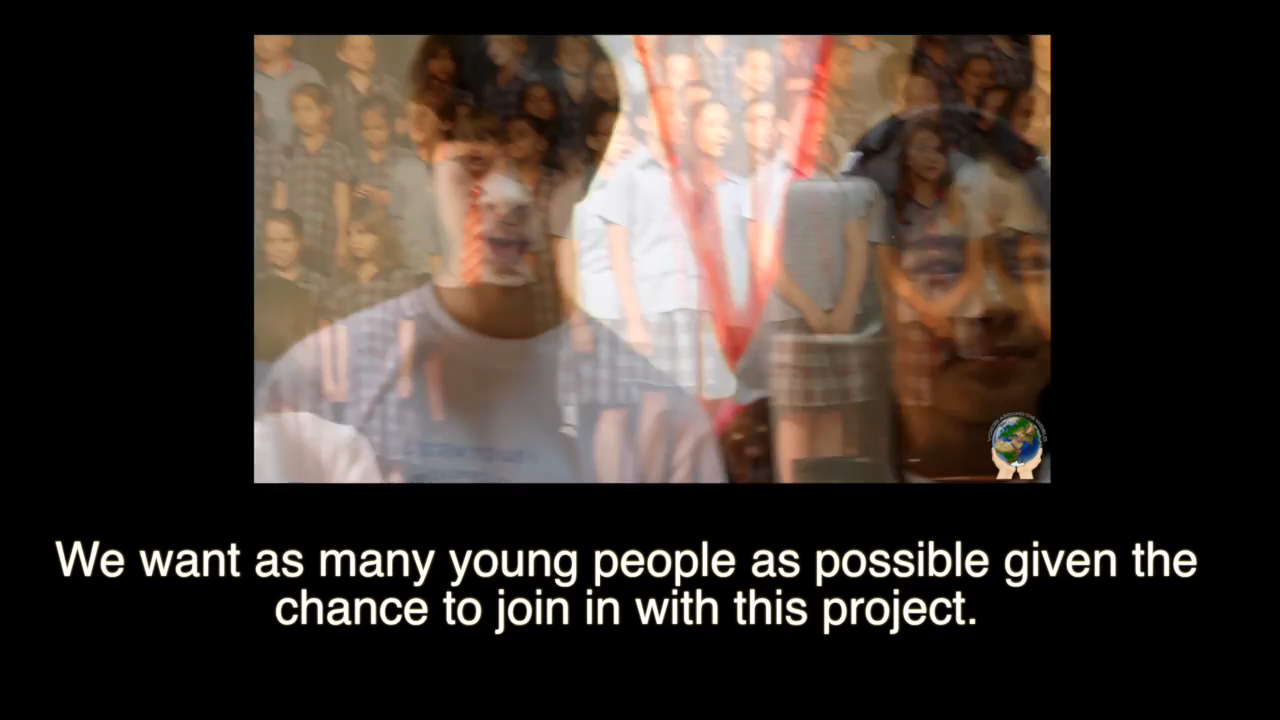 We want as many young people as possible given the
chance to join in with this project.